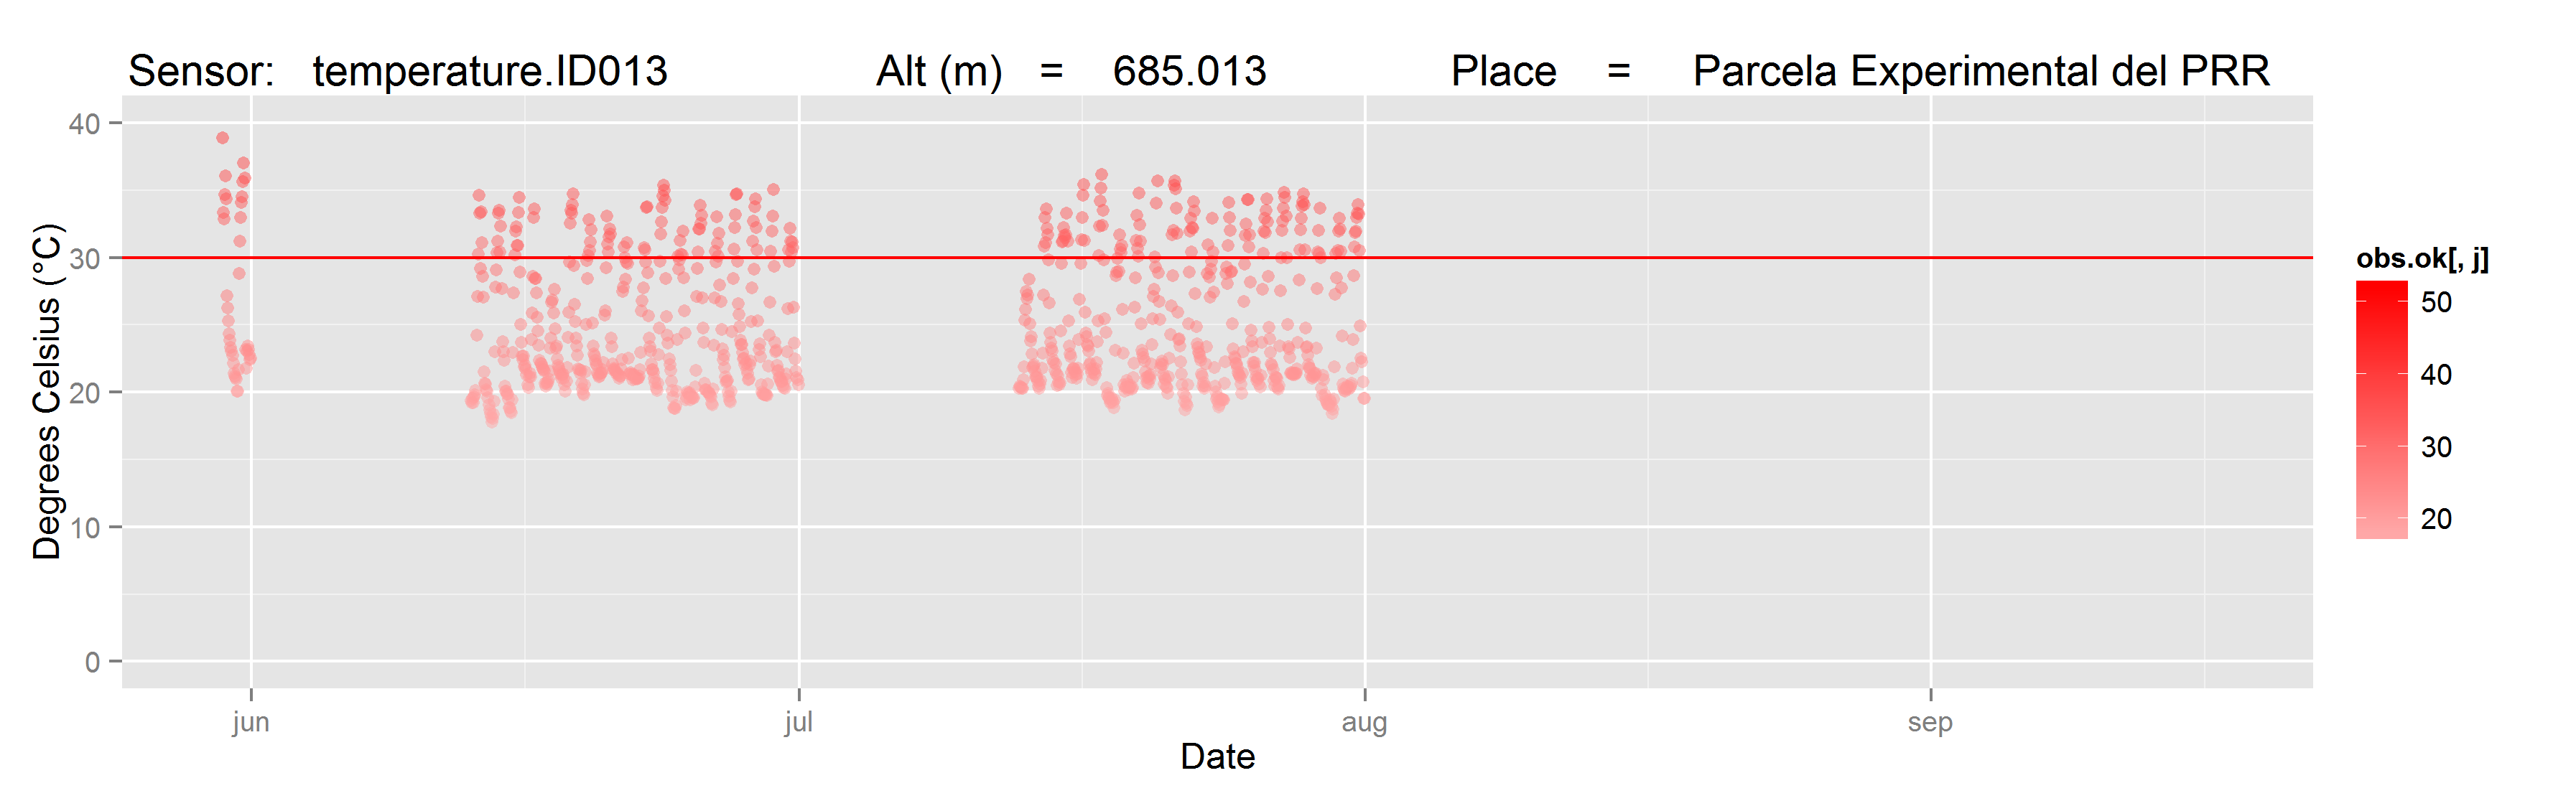 Sensor: temperature.ID013 Alt (m) = 685.013 Place = Parcela Experimental del PRR
Degrees Celsius (°C)
40
30
20
10
0
jun jul aug sep
Date
obs.ok[, j]
50
40
30
20